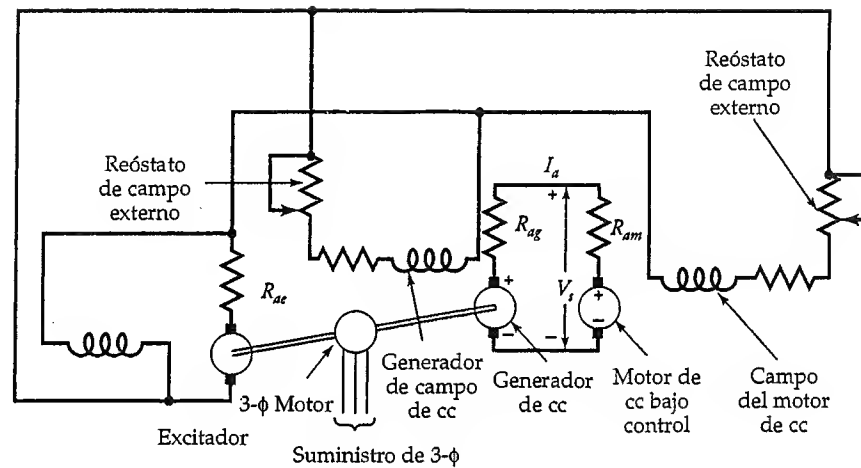 Reóstato
de campo
externo
Reóstato
de campo
externo
I_a
+
R_ag
R_am
R_ae
+
V_s
+
−
−
−
3-ϕ Motor
Generador
de campo
de cc
Generador
de cc
Motor de
cc bajo
control
Campo
del motor
de cc
Excitador
Suministro de 3-ϕ